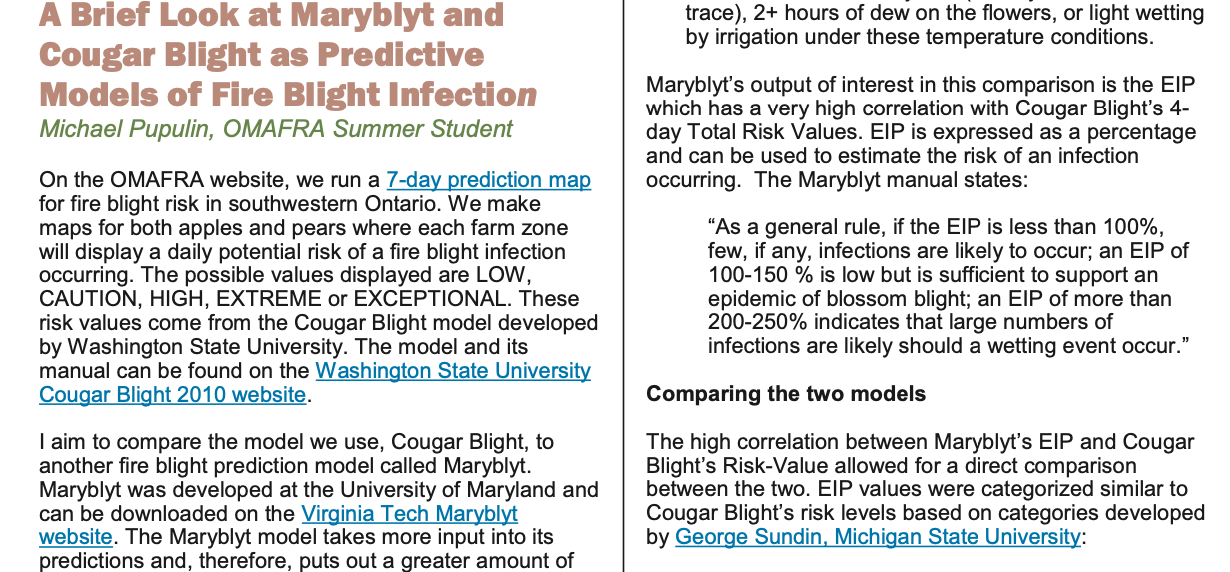 A Brief Look at Maryblyt and
Cougar Blight as Predictive
Models of Fire Blight Infection
Michael Pupulin, OMAFRA Summer Student
On the OMAFRA website, we run a 7-day prediction map
for fire blight risk in southwestern Ontario. We make
maps for both apples and pears where each farm zone
will display a daily potential risk of a fire blight infection
occurring. The possible values displayed are LOW,
CAUTION, HIGH, EXTREME or EXCEPTIONAL. These
risk values come from the Cougar Blight model developed
by Washington State University. The model and its
manual can be found on the Washington State University
Cougar Blight 2010 website.
I aim to compare the model we use, Cougar Blight, to
another fire blight prediction model called Maryblyt.
Maryblyt was developed at the University of Maryland and
can be downloaded on the Virginia Tech Maryblyt
website. The Maryblyt model takes more input into its
predictions and, therefore, puts out a greater amount of
trace), 2+ hours of dew on the flowers, or light wetting
by irrigation under these temperature conditions.
Maryblyt’s output of interest in this comparison is the EIP
which has a very high correlation with Cougar Blight’s 4-
day Total Risk Values. EIP is expressed as a percentage
and can be used to estimate the risk of an infection
occurring.  The Maryblyt manual states:
“As a general rule, if the EIP is less than 100%,
few, if any, infections are likely to occur; an EIP of
100-150 % is low but is sufficient to support an
epidemic of blossom blight; an EIP of more than
200-250% indicates that large numbers of
infections are likely should a wetting event occur.”
Comparing the two models
The high correlation between Maryblyt’s EIP and Cougar
Blight’s Risk-Value allowed for a direct comparison
between the two. EIP values were categorized similar to
Cougar Blight’s risk levels based on categories developed
by George Sundin, Michigan State University: